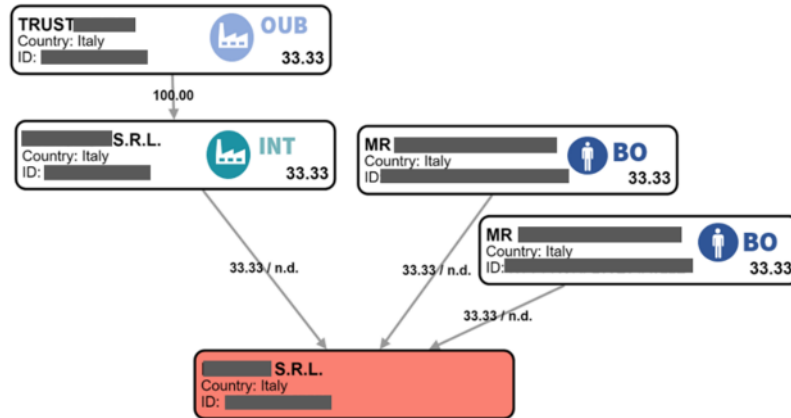 TRUST
OUB
Country: Italy
ID:
33.33
100.00
S.R.L.
INT
Country: Italy
ID:
33.33
MR
BO
Country: Italy
ID
33.33
MR
BO
Country: Italy
ID:
33.33
33.33 / n.d.
33.33 / n.d.
33.33 / n.d.
S.R.L.
Country: Italy
ID: